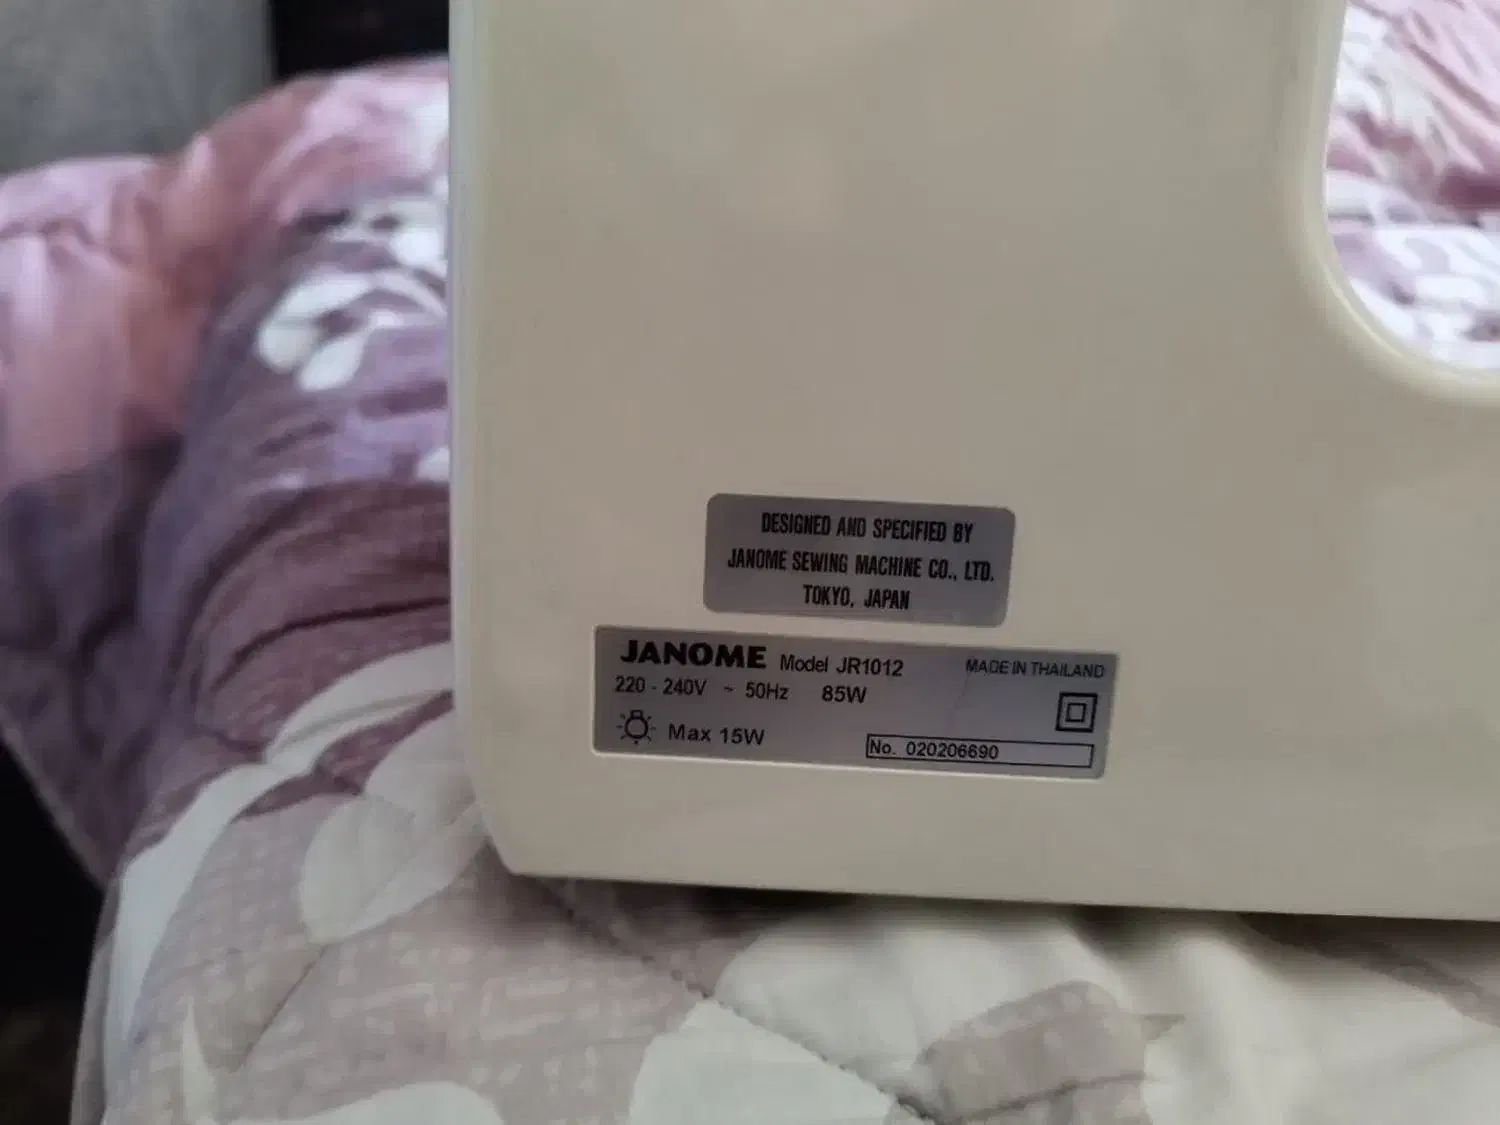 DESIGNED AND SPECIFIED BY
JANOME SEWING MACHINE CO., LTD.
TOKYO, JAPAN
JANOME Model JR1012 MADE IN THAILAND
220 - 240V ~ 50Hz 85W
Max 15W
No. 020206690